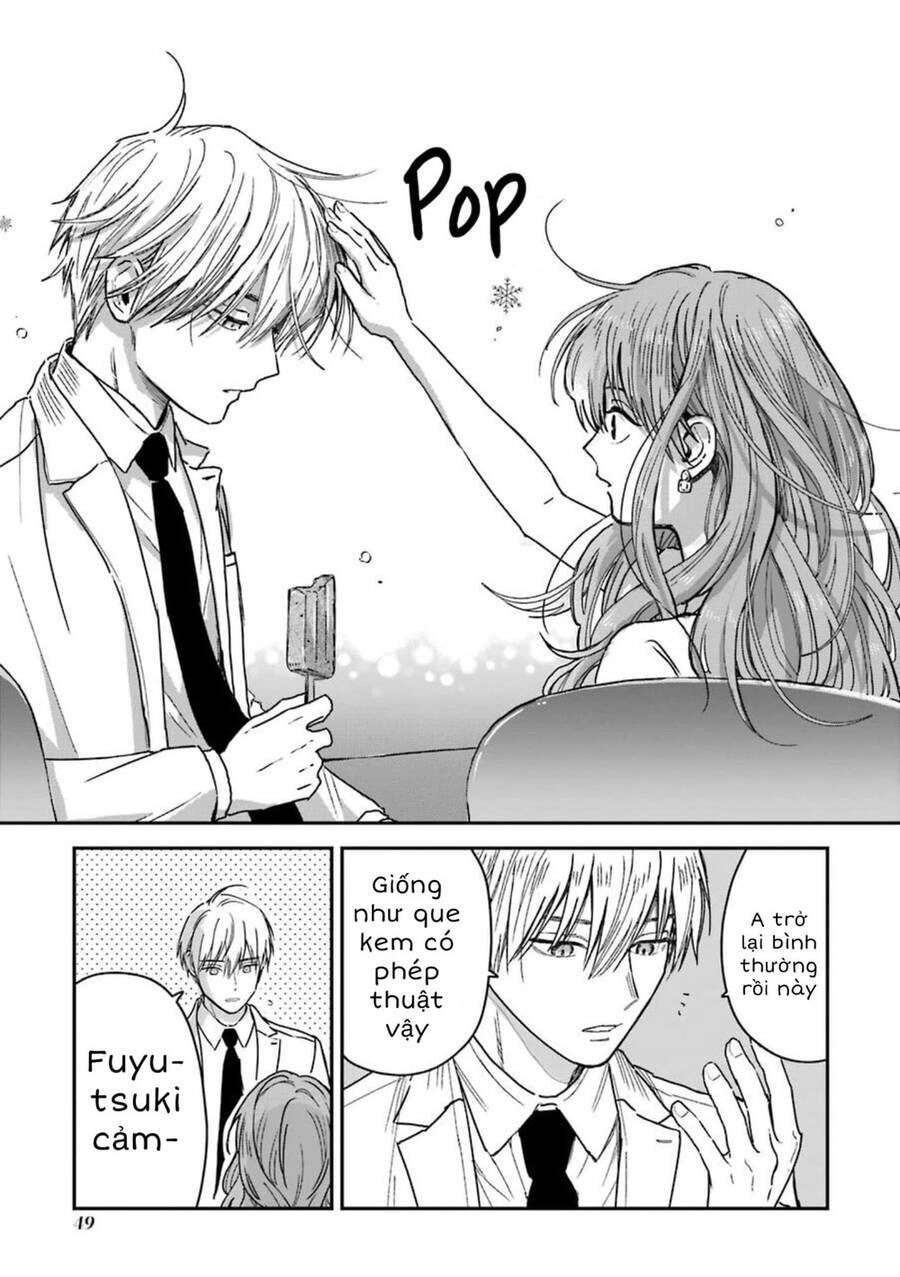 Pop
A trở
lại bình
thường
rồi này
Giống
như que
kem có
phép
thuật
vậy
Fuyu-
tsuki
cảm-
49